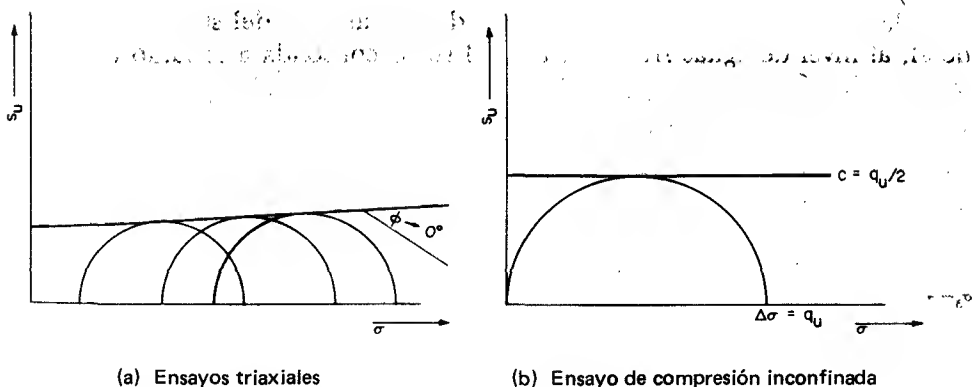 s_u
s_u
c = q_u/2
φ → 0°
Δσ = q_u
σ
σ
(a) Ensayos triaxiales
(b) Ensayo de compresión inconfinada